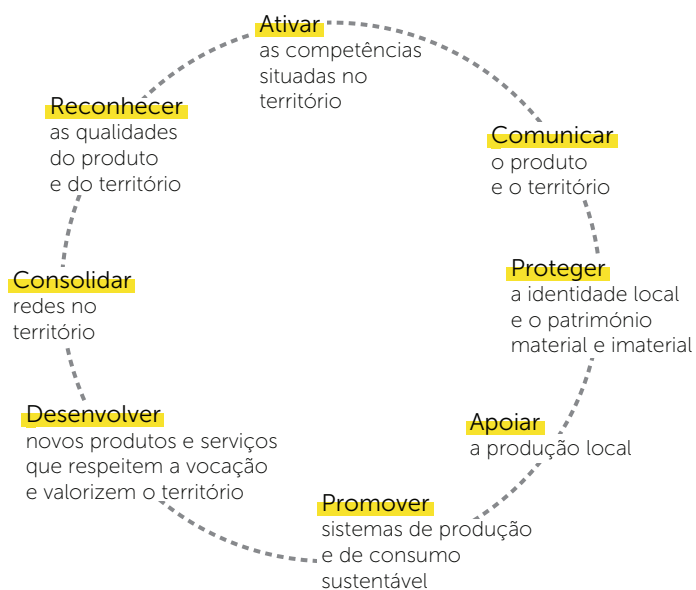 Ativar
as competências
situadas no
território
Comunicar
o produto
e o território
Proteger
a identidade local
e o património
material e imaterial
Apoiar
a produção local
Promover
sistemas de produção
e de consumo
sustentável
Desenvolver
novos produtos e serviços
que respeitem a vocação
e valorizem o território
Consolidar
redes no
território
Reconhecer
as qualidades
do produto
e do território